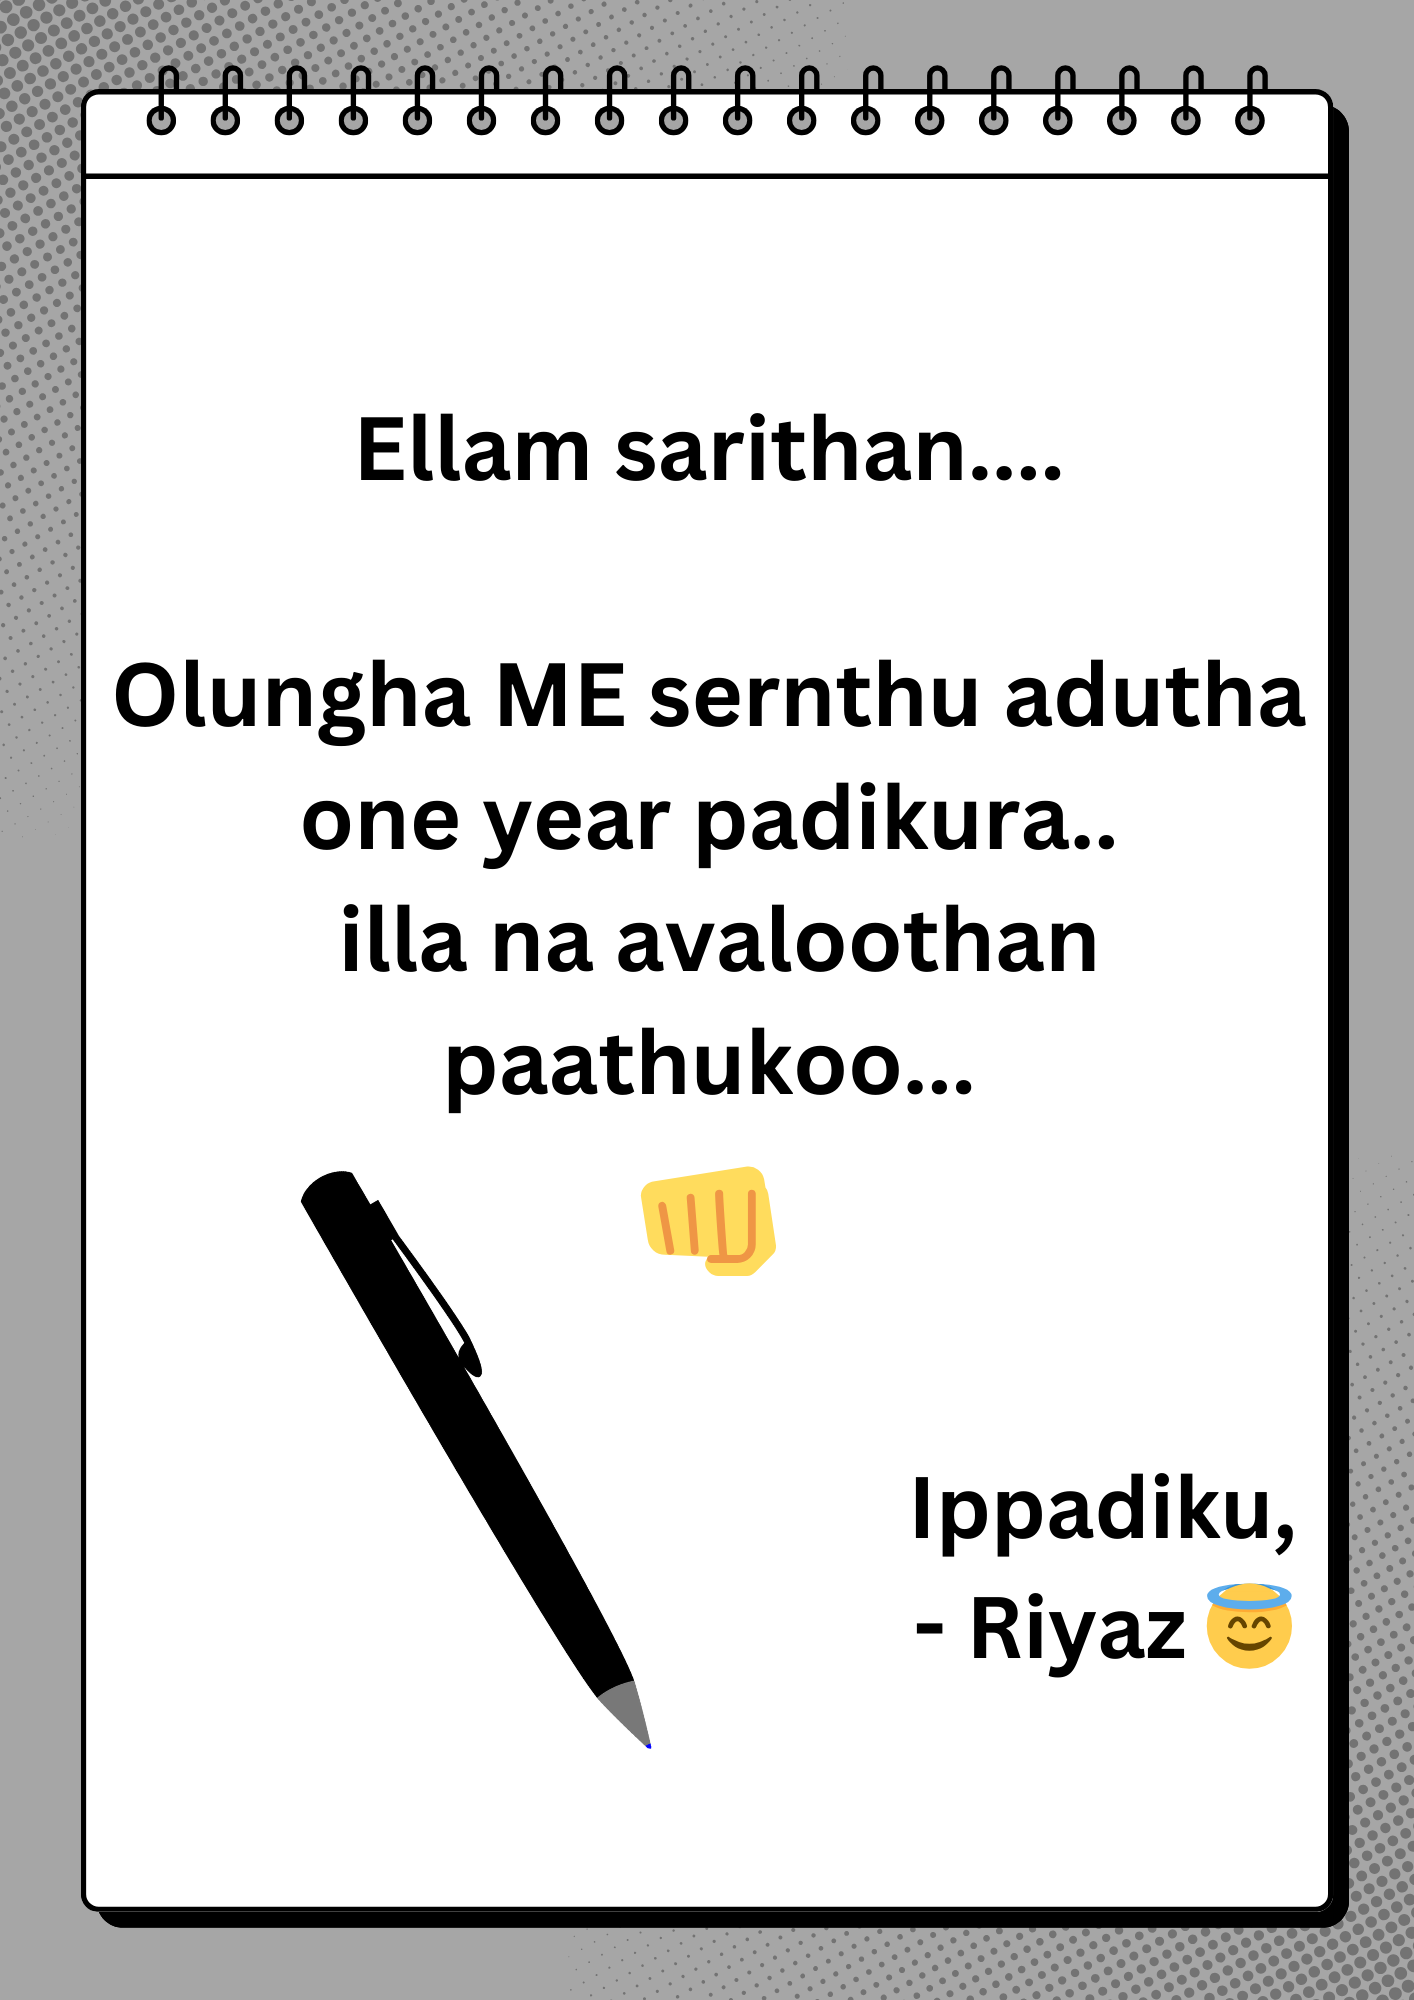 Ellam sarithan....
Olungha ME sernthu adutha
one year padikura..
illa na avaloothan
paathukoo...
👊
Ippadiku,
- Riyaz 😇